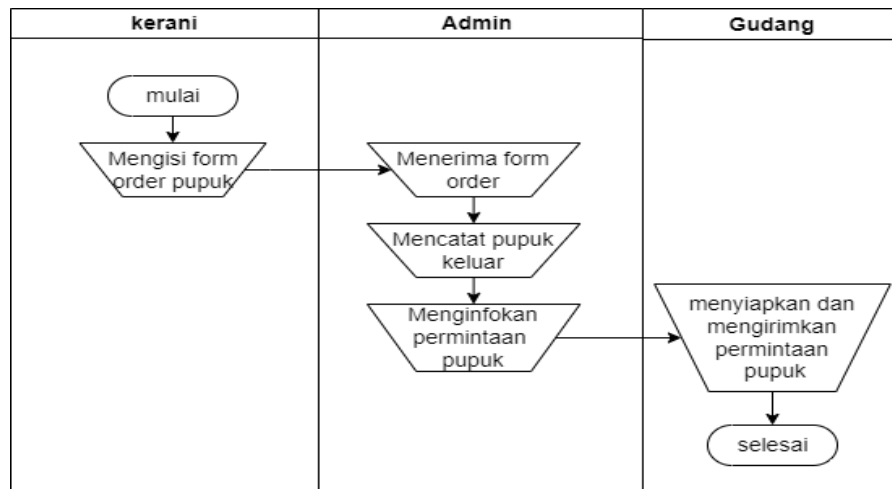 kerani
Admin
Gudang
mulai
Mengisi form
order pupuk
Menerima form
order
Mencatat pupuk
keluar
Menginfokan
permintaan
pupuk
menyiapkan dan
mengirimkan
permintaan
pupuk
selesai